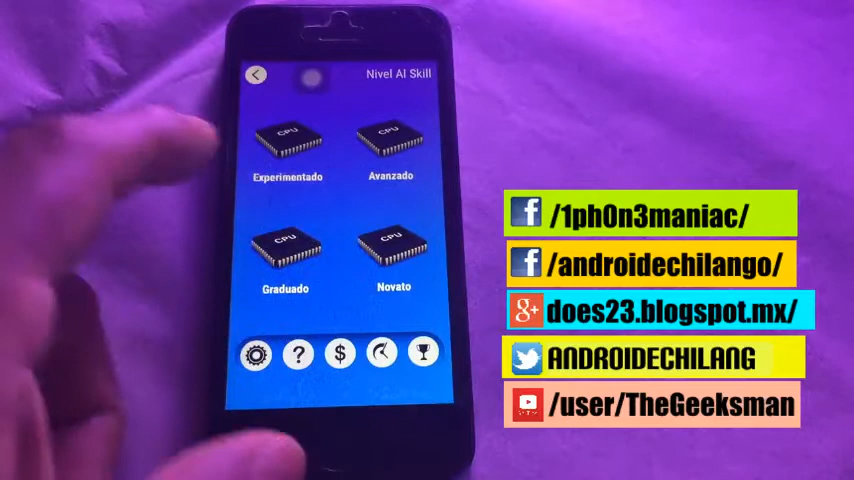 Nivel AI Skill
CPU
CPU
Experimentado
Avanzado
CPU
CPU
Graduado
Novato
?
$
f /1ph0n3maniac/
f /androidechilango/
g+ does23.blogspot.mx/
ANDROIDECHILANG
/user/TheGeeksman